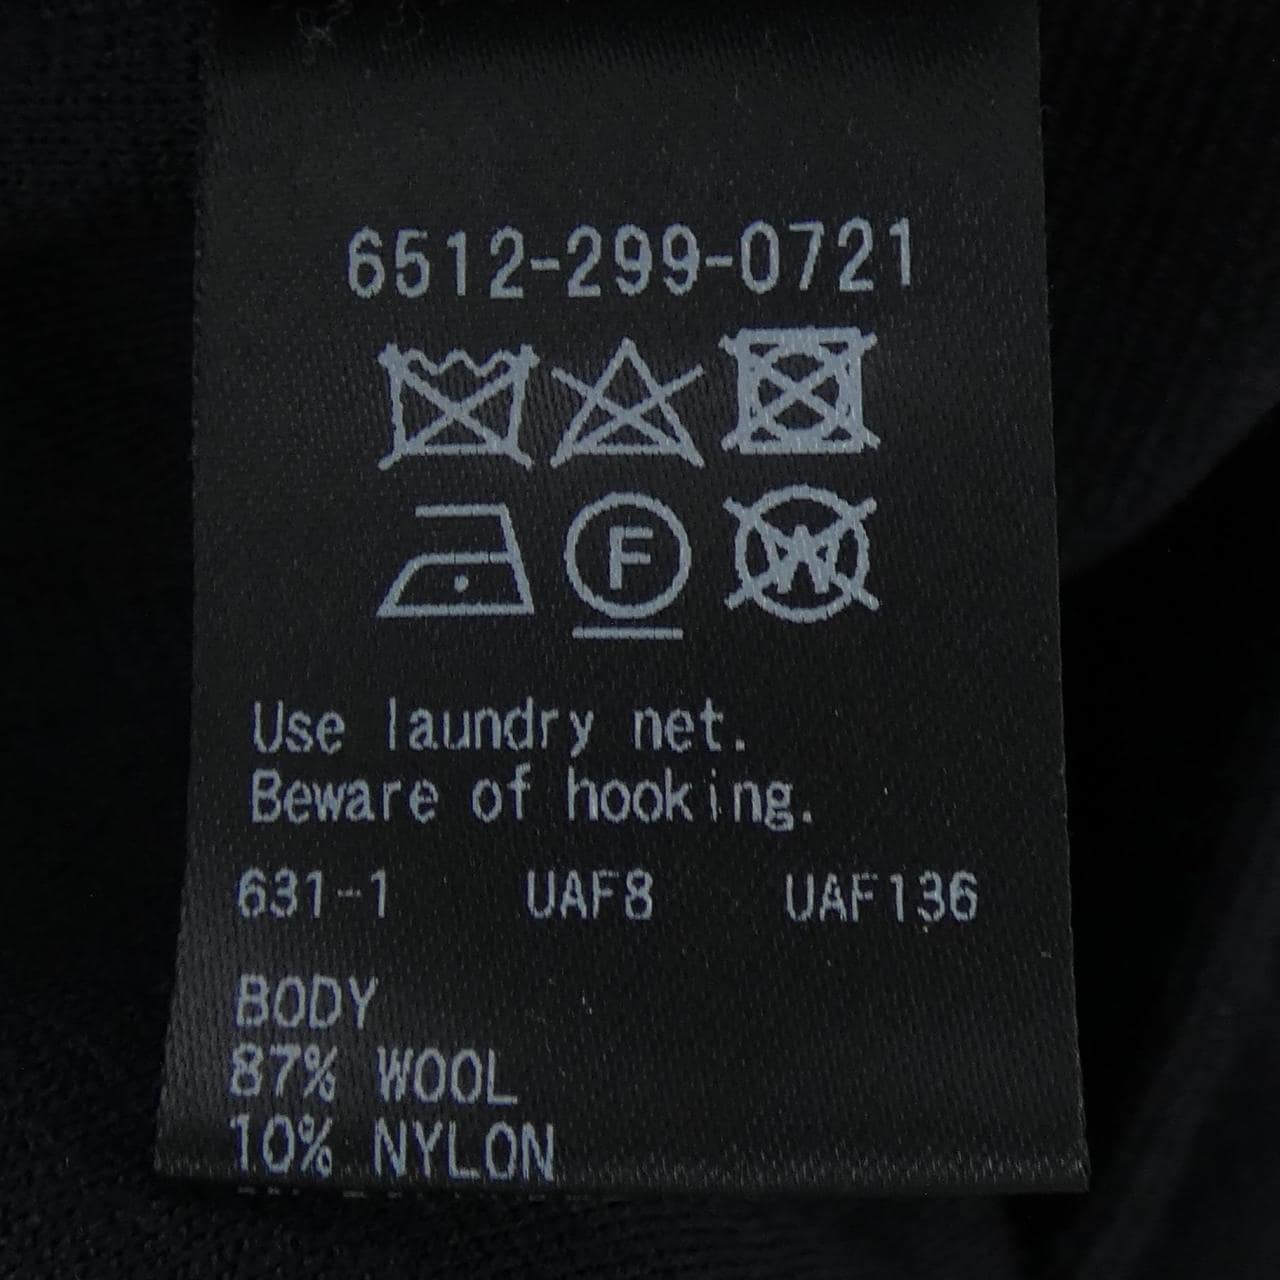 6512-299-0721
F
W
Use laundry net.
Beware of hooking.
631-1 UAF8 UAF136
BODY
87% WOOL
10% NYLON